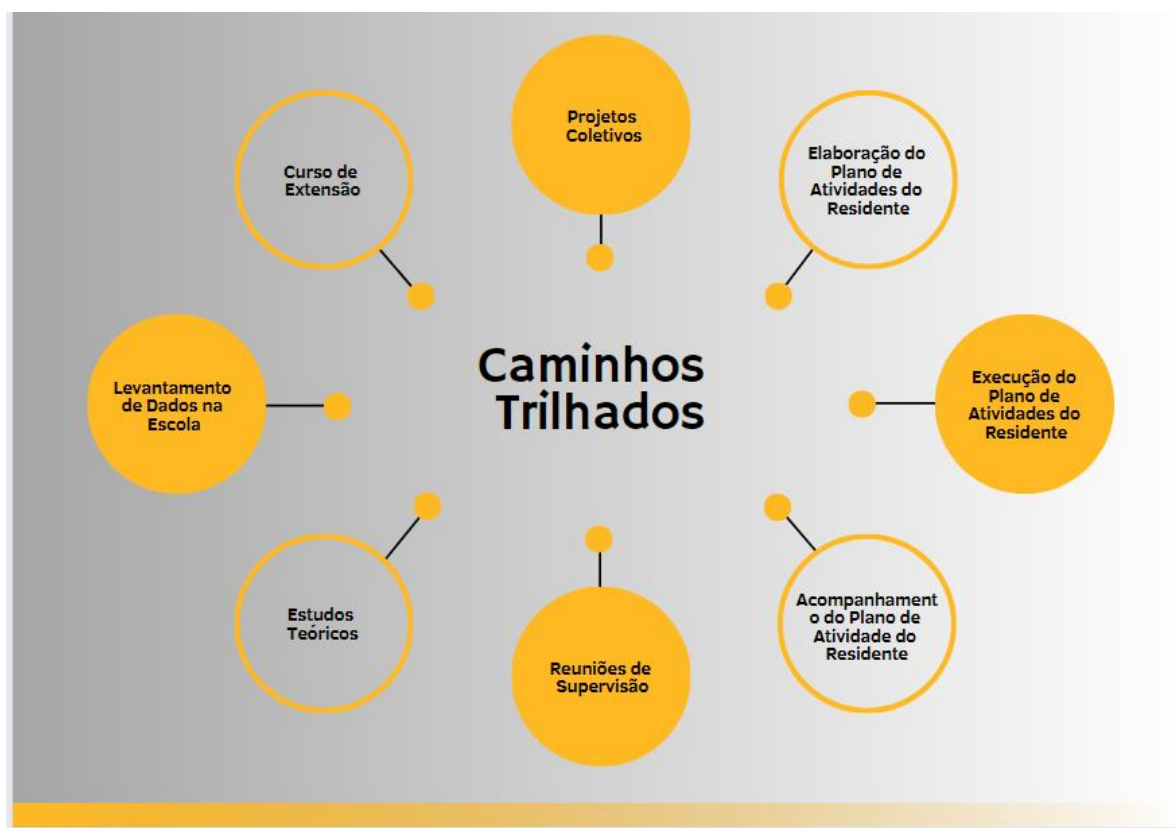 Projetos
Coletivos
Elaboração do
Plano de
Atividades do
Residente
Curso de
Extensão
Caminhos
Trilhados
Levantamento
de Dados na
Escola
Execução do
Plano de
Atividades do
Residente
Estudos
Teóricos
Acompanhament
o do Plano de
Atividade do
Residente
Reuniões de
Supervisão